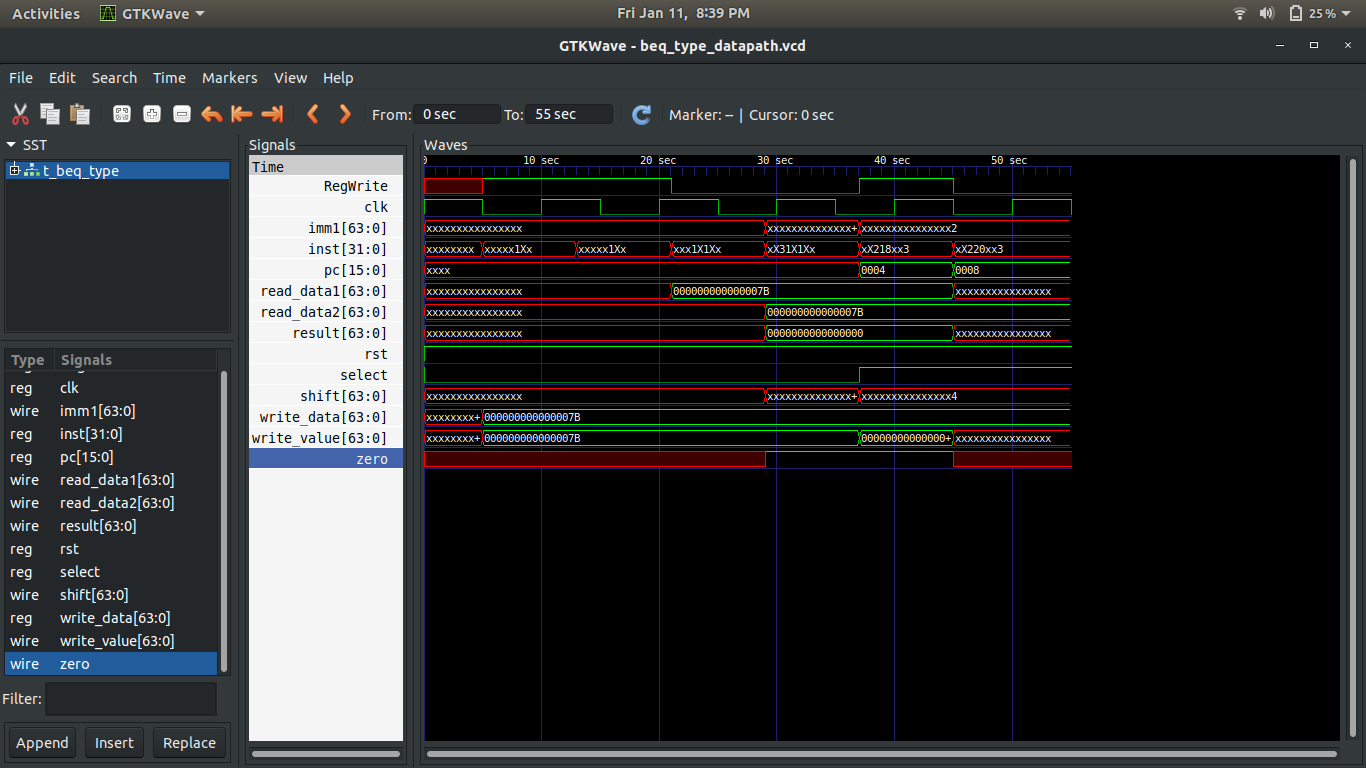 Activities GTKWave Fri Jan 11, 8:39 PM 25%
GTKWave - beq_type_datapath.vcd
File Edit Search Time Markers View Help
From: 0 sec To: 55 sec Marker: -- | Cursor: 0 sec
SST
t_beq_type
Type Signals
reg clk
wire imm1[63:0]
reg inst[31:0]
reg pc[15:0]
wire read_data1[63:0]
wire read_data2[63:0]
wire result[63:0]
reg rst
reg select
wire shift[63:0]
reg write_data[63:0]
wire write_value[63:0]
wire zero
Filter:
Append Insert Replace
Signals
Time
RegWrite
clk
imm1[63:0]
inst[31:0]
pc[15:0]
read_data1[63:0]
read_data2[63:0]
result[63:0]
rst
select
shift[63:0]
write_data[63:0]
write_value[63:0]
zero
Waves
0 10 sec 20 sec 30 sec 40 sec 50 sec
xxxxxxxxxxxxxxxx xxxxxxxxxxxxxx+ xxxxxxxxxxxxxxx2
xxxxxxxx xxxxx1Xx xxxxx1Xx xxx1X1Xx xX31X1Xx xX218xx3 xX220xx3
xxxx 0004 0008
xxxxxxxxxxxxxxxx 000000000000007B xxxxxxxxxxxxxxxx
xxxxxxxxxxxxxxxx 000000000000007B
xxxxxxxxxxxxxxxx 0000000000000000 xxxxxxxxxxxxxxxx
xxxxxxxxxxxxxxxx xxxxxxxxxxxxxx+ xxxxxxxxxxxxxxx4
xxxxxxxx+ 000000000000007B
xxxxxxxx+ 000000000000007B 00000000000000+ xxxxxxxxxxxxxxxx